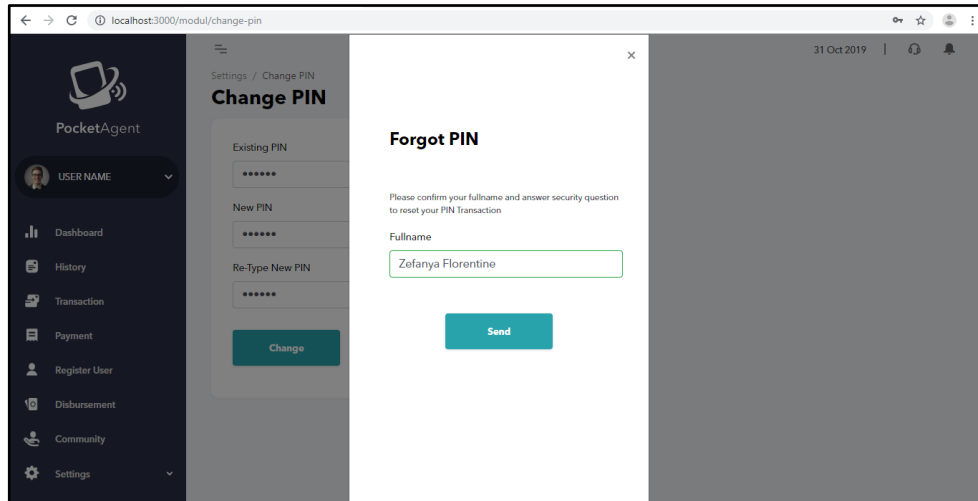 localhost:3000/modul/change-pin
PocketAgent
USER NAME
Dashboard
History
Transaction
Payment
Register User
Disbursement
Community
Settings
Settings / Change PIN
Change PIN
Existing PIN
••••••
New PIN
••••••
Re-Type New PIN
••••••
Change
×
Forgot PIN
Please confirm your fullname and answer security question
to reset your PIN Transaction
Fullname
Zefanya Florentine
Send
31 Oct 2019 |